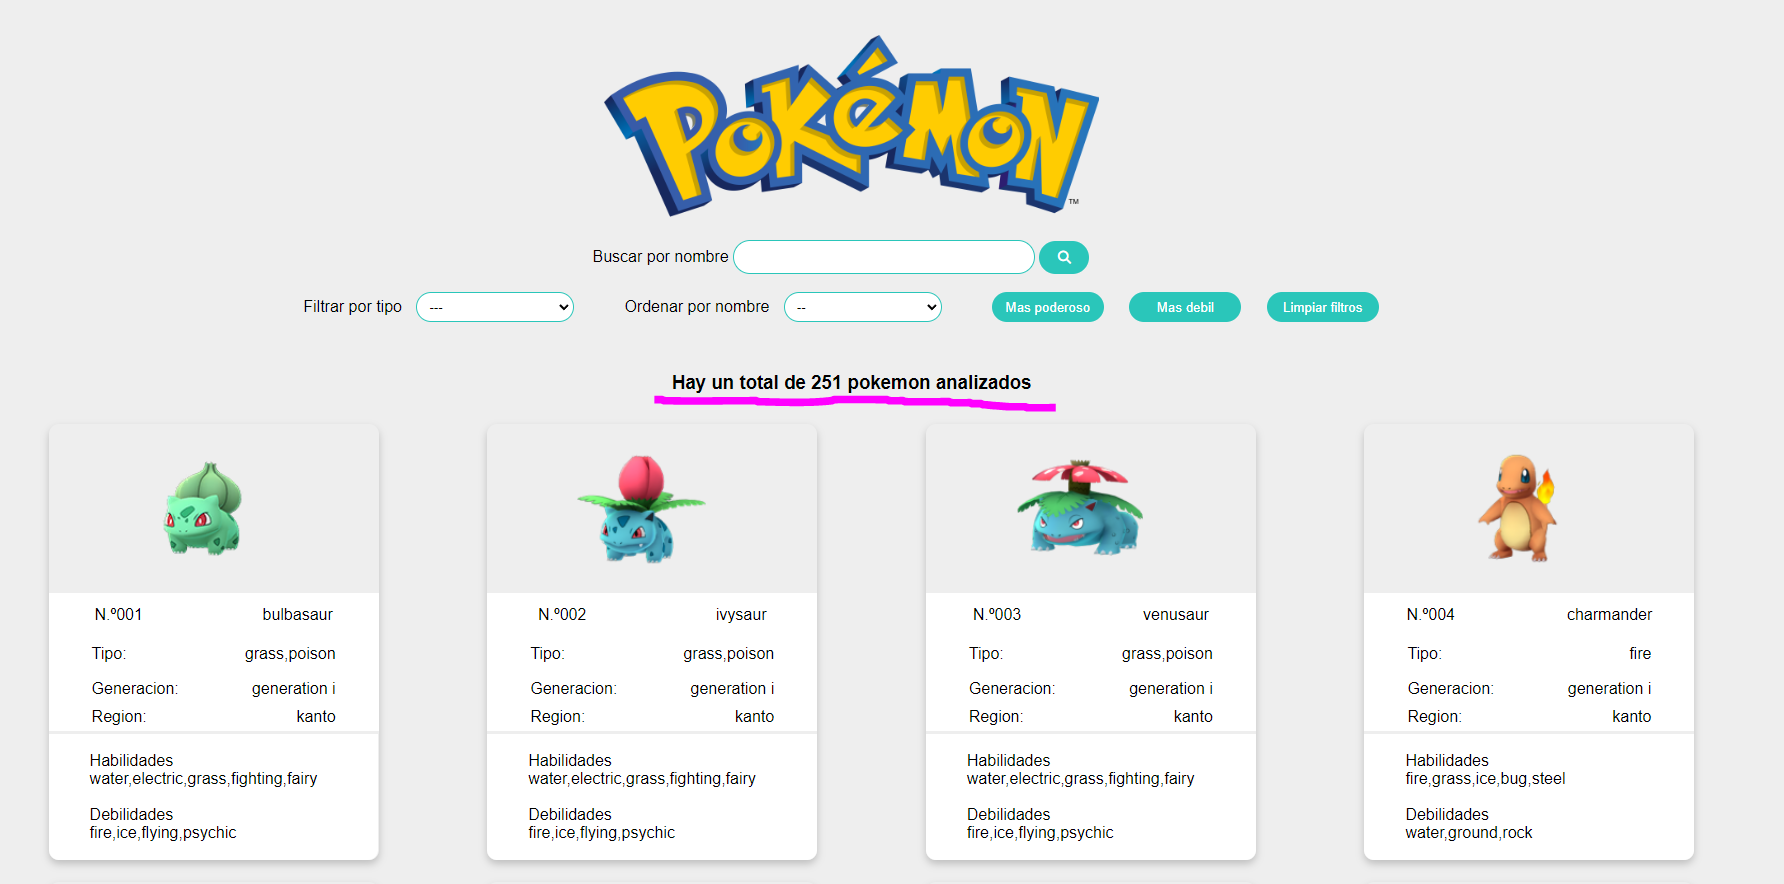 POKéMON
TM
Buscar por nombre
Filtrar por tipo --- Ordenar por nombre -- Mas poderoso Mas debil Limpiar filtros
Hay un total de 251 pokemon analizados
N.º001 bulbasaur
Tipo: grass,poison
Generacion: generation i
Region: kanto
Habilidades
water,electric,grass,fighting,fairy
Debilidades
fire,ice,flying,psychic
N.º002 ivysaur
Tipo: grass,poison
Generacion: generation i
Region: kanto
Habilidades
water,electric,grass,fighting,fairy
Debilidades
fire,ice,flying,psychic
N.º003 venusaur
Tipo: grass,poison
Generacion: generation i
Region: kanto
Habilidades
water,electric,grass,fighting,fairy
Debilidades
fire,ice,flying,psychic
N.º004 charmander
Tipo: fire
Generacion: generation i
Region: kanto
Habilidades
fire,grass,ice,bug,steel
Debilidades
water,ground,rock